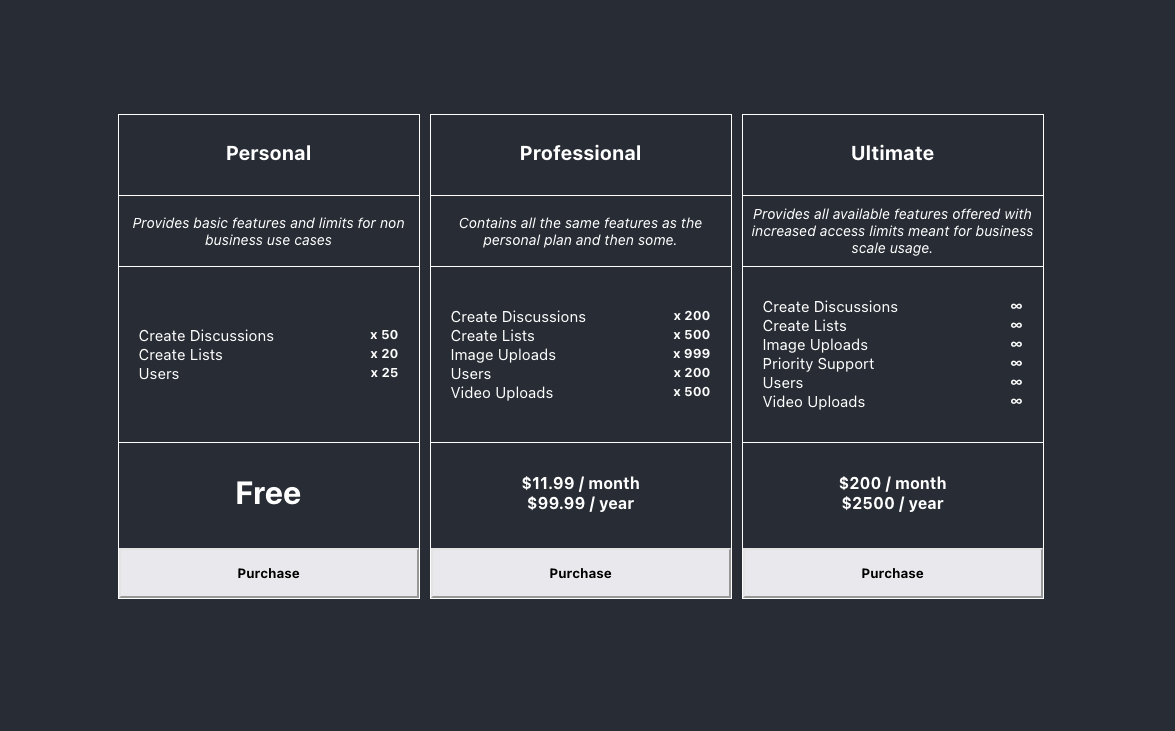 Personal
Provides basic features and limits for non
business use cases
Create Discussions x 50
Create Lists x 20
Users x 25
Free
Purchase
Professional
Contains all the same features as the
personal plan and then some.
Create Discussions x 200
Create Lists x 500
Image Uploads x 999
Users x 200
Video Uploads x 500
$11.99 / month
$99.99 / year
Purchase
Ultimate
Provides all available features offered with
increased access limits meant for business
scale usage.
Create Discussions ∞
Create Lists ∞
Image Uploads ∞
Priority Support ∞
Users ∞
Video Uploads ∞
$200 / month
$2500 / year
Purchase